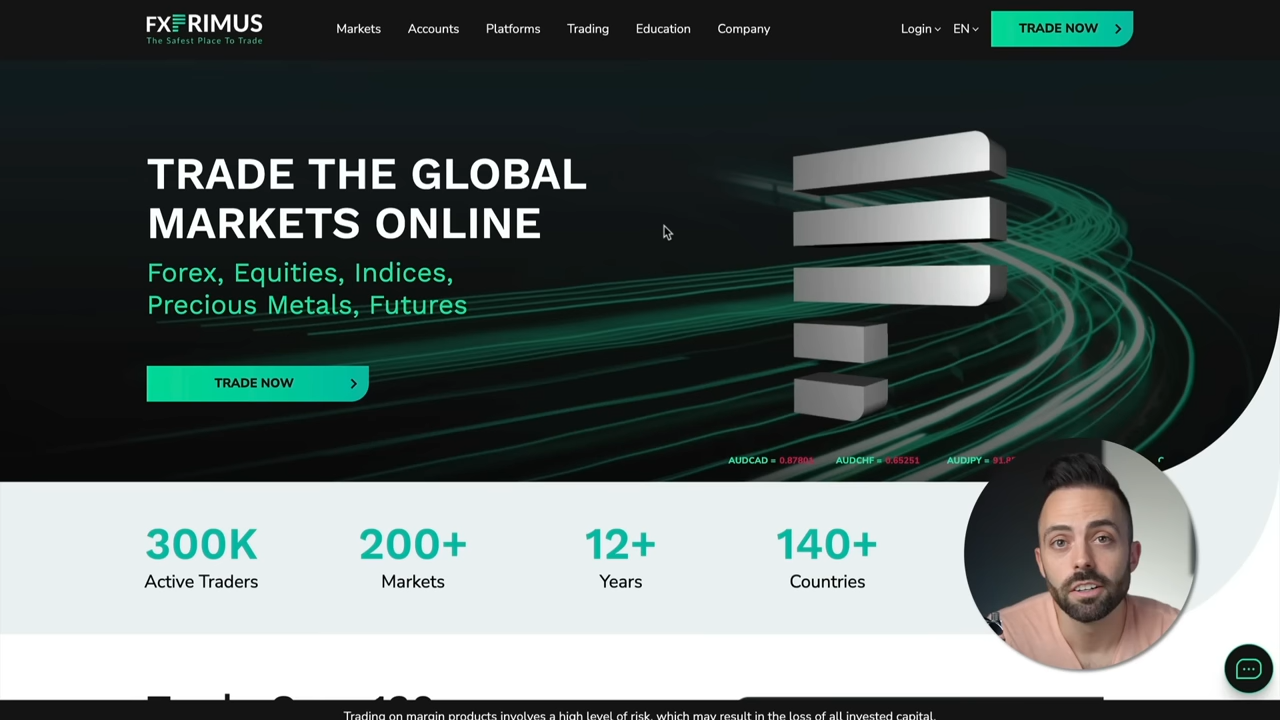 FXPRIMUS
The Safest Place To Trade
Markets
Accounts
Platforms
Trading
Education
Company
Login
EN
TRADE NOW
TRADE THE GLOBAL
MARKETS ONLINE
Forex, Equities, Indices,
Precious Metals, Futures
TRADE NOW
AUDCAD =
AUDCHF = 0.65251
AUDJPY =
300K
200+
12+
140+
Active Traders
Markets
Years
Countries
Trading on margin products involves a high level of risk, which may result in the loss of all invested capital.